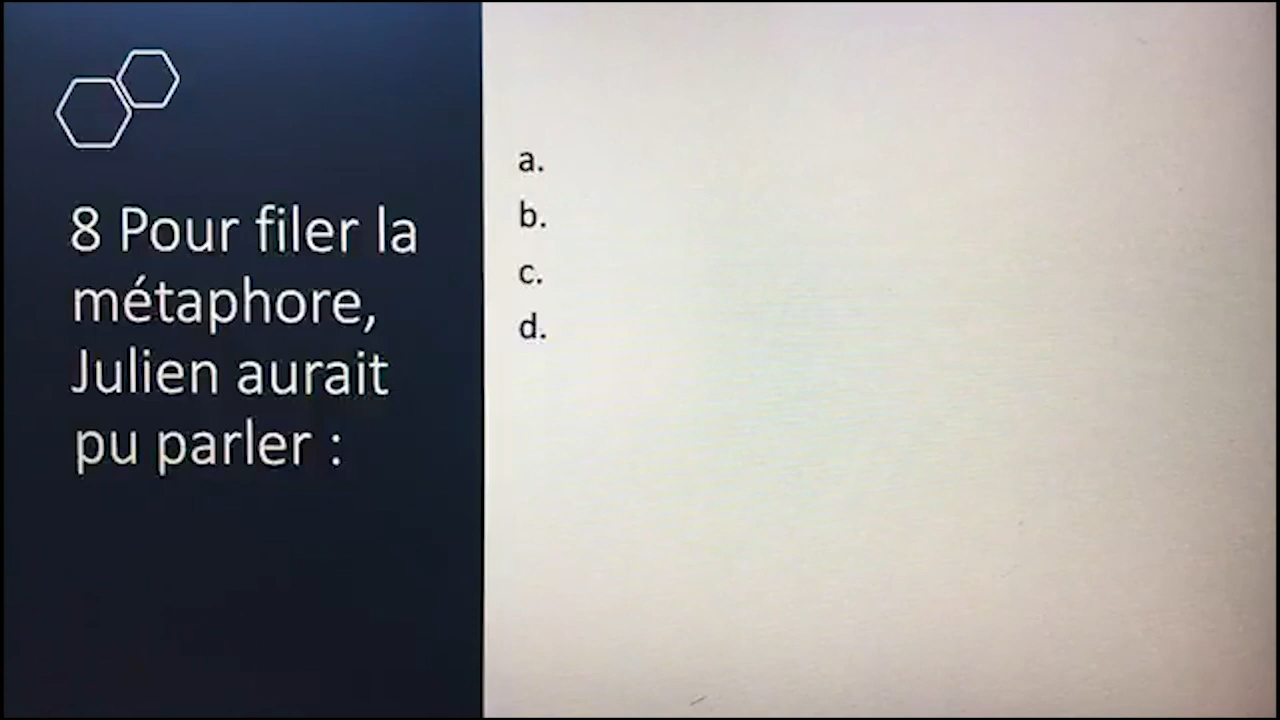 8 Pour filer la
métaphore,
Julien aurait
pu parler :
a.
b.
c.
d.